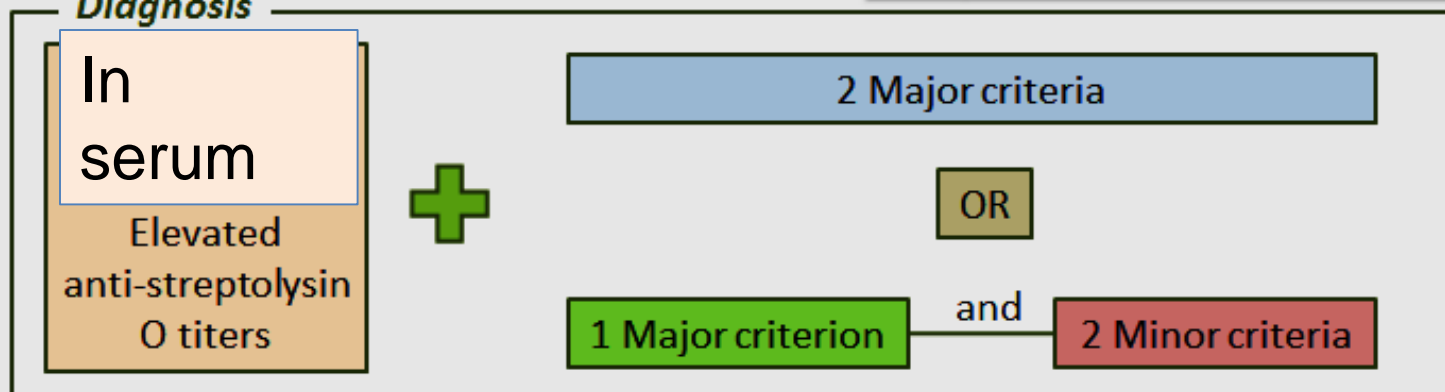 Diagnosis
In
serum
Elevated
anti-streptolysin
O titers
2 Major criteria
OR
1 Major criterion
and
2 Minor criteria